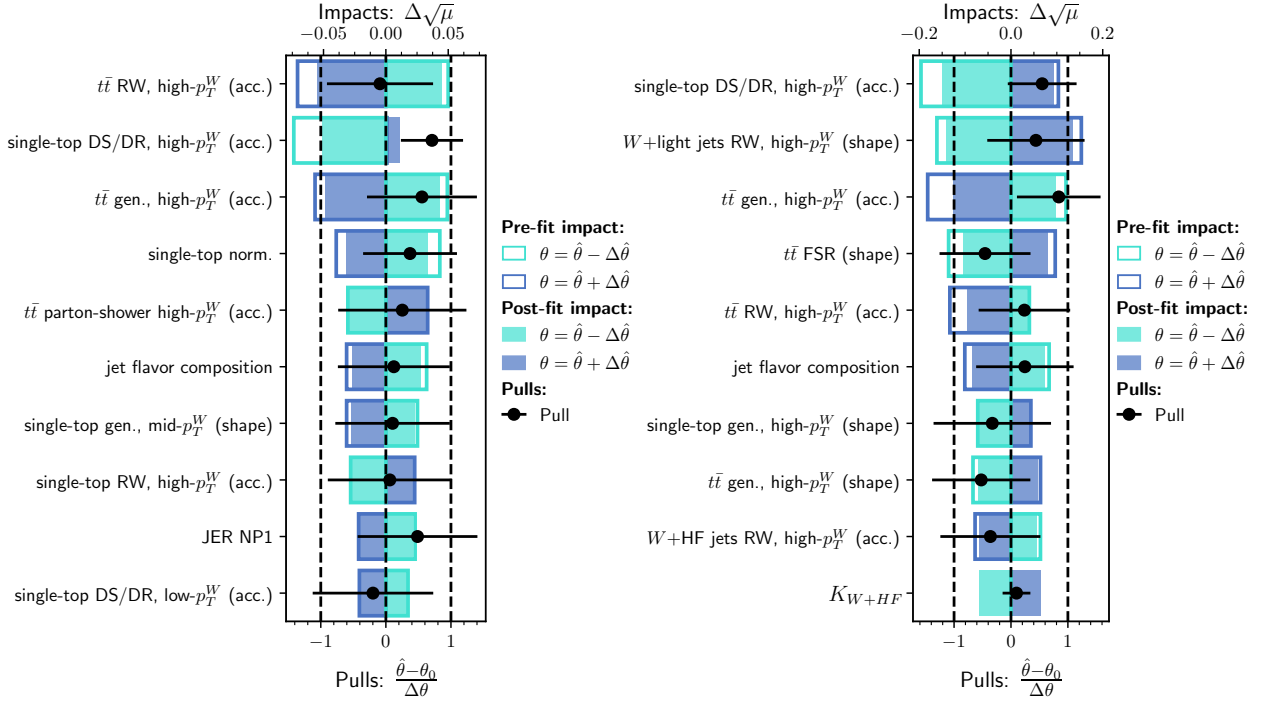 Impacts: Δ√μ
−0.05 0.00 0.05
tt̄ RW, high-p_T^W (acc.)
single-top DS/DR, high-p_T^W (acc.)
tt̄ gen., high-p_T^W (acc.)
single-top norm.
tt̄ parton-shower high-p_T^W (acc.)
jet flavor composition
single-top gen., mid-p_T^W (shape)
single-top RW, high-p_T^W (acc.)
JER NP1
single-top DS/DR, low-p_T^W (acc.)
−1 0 1
Pulls: (θ̂−θ₀)/Δθ
Pre-fit impact:
θ = θ̂ − Δθ̂
θ = θ̂ + Δθ̂
Post-fit impact:
θ = θ̂ − Δθ̂
θ = θ̂ + Δθ̂
Pulls:
Pull
Impacts: Δ√μ
−0.2 0.0 0.2
single-top DS/DR, high-p_T^W (acc.)
W+light jets RW, high-p_T^W (shape)
tt̄ gen., high-p_T^W (acc.)
tt̄ FSR (shape)
tt̄ RW, high-p_T^W (acc.)
jet flavor composition
single-top gen., high-p_T^W (shape)
tt̄ gen., high-p_T^W (shape)
W+HF jets RW, high-p_T^W (acc.)
K_{W+HF}
−1 0 1
Pulls: (θ̂−θ₀)/Δθ
Pre-fit impact:
θ = θ̂ − Δθ̂
θ = θ̂ + Δθ̂
Post-fit impact:
θ = θ̂ − Δθ̂
θ = θ̂ + Δθ̂
Pulls:
Pull